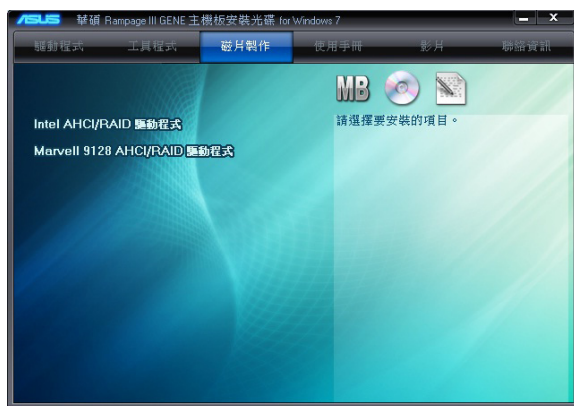 ASUS 華碩 Rampage III GENE 主機板安裝光碟 for Windows 7
驅動程式 工具程式 磁片製作 使用手冊 影片 聯絡資訊
MB
請選擇要安裝的項目。
Intel AHCI/RAID 驅動程式
Marvell 9128 AHCI/RAID 驅動程式